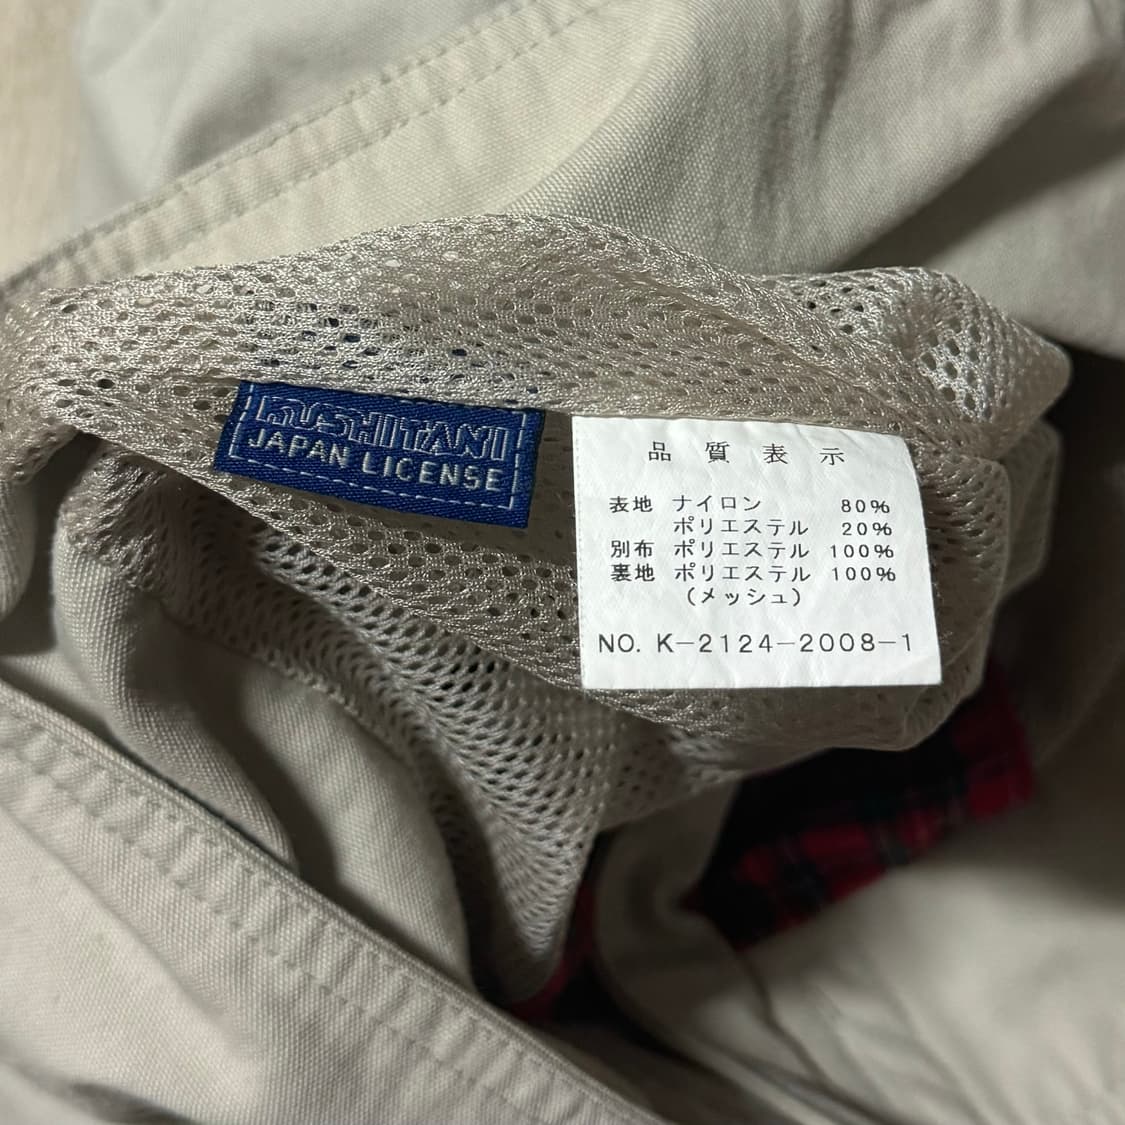 KUSHITANI
JAPAN LICENSE
品質表示
表地 ナイロン 80%
ポリエステル 20%
別布 ポリエステル 100%
裏地 ポリエステル 100%
(メッシュ)
NO. K-2124-2008-1